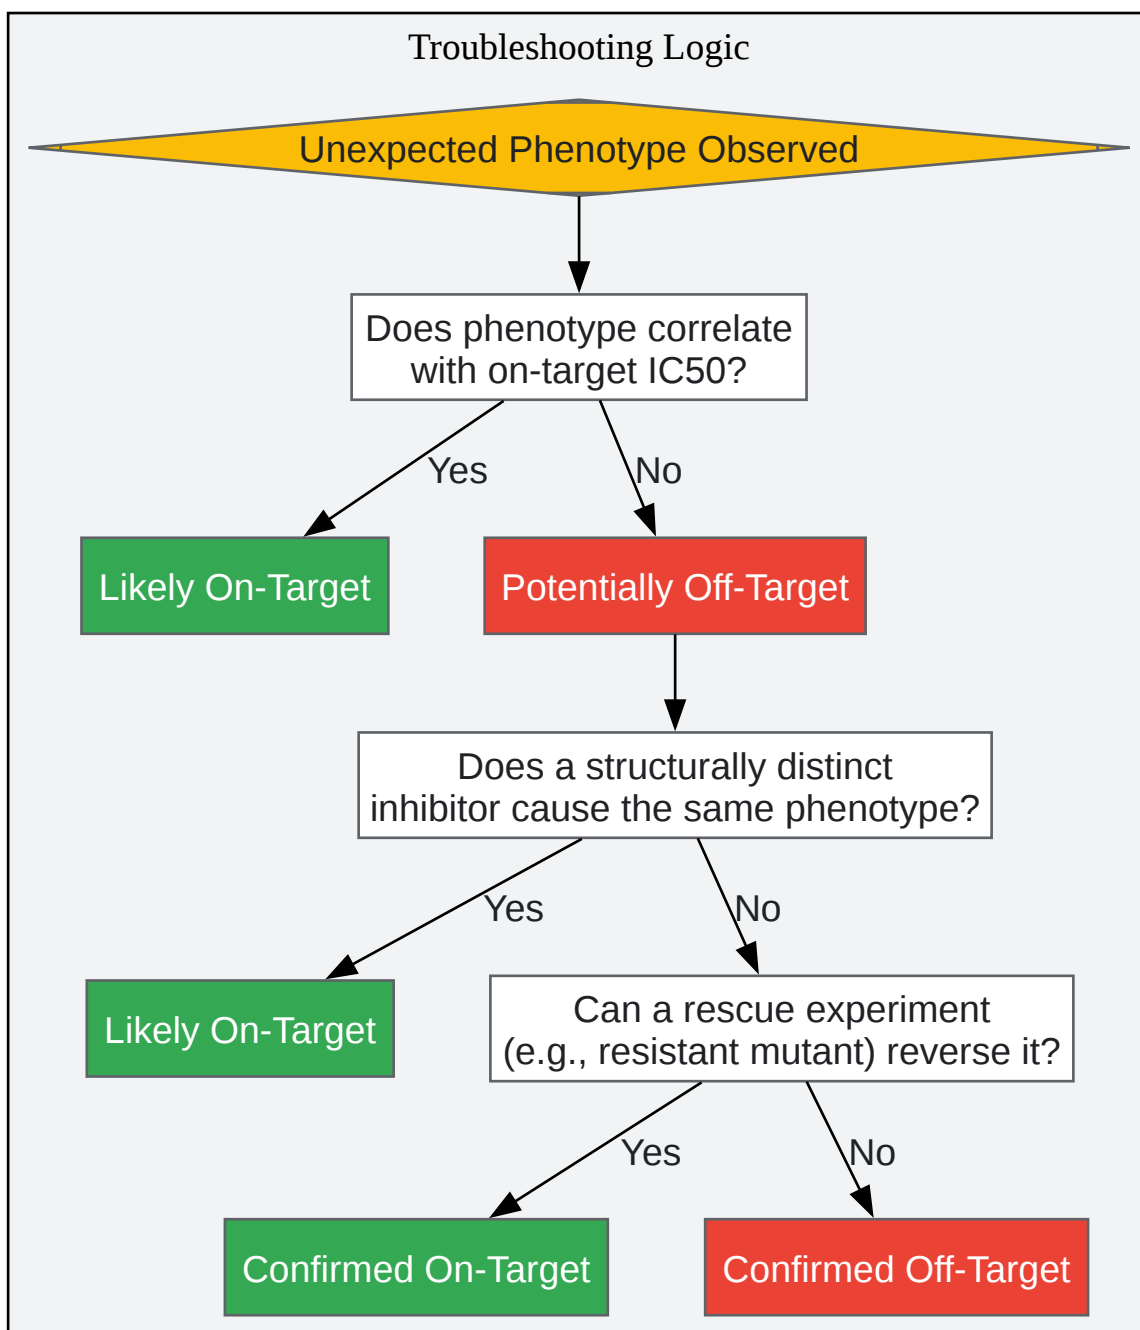 Troubleshooting Logic
Unexpected Phenotype Observed
Does phenotype correlate
with on-target IC50?
Yes
No
Likely On-Target
Potentially Off-Target
Does a structurally distinct
inhibitor cause the same phenotype?
Yes
No
Likely On-Target
Can a rescue experiment
(e.g., resistant mutant) reverse it?
Yes
No
Confirmed On-Target
Confirmed Off-Target